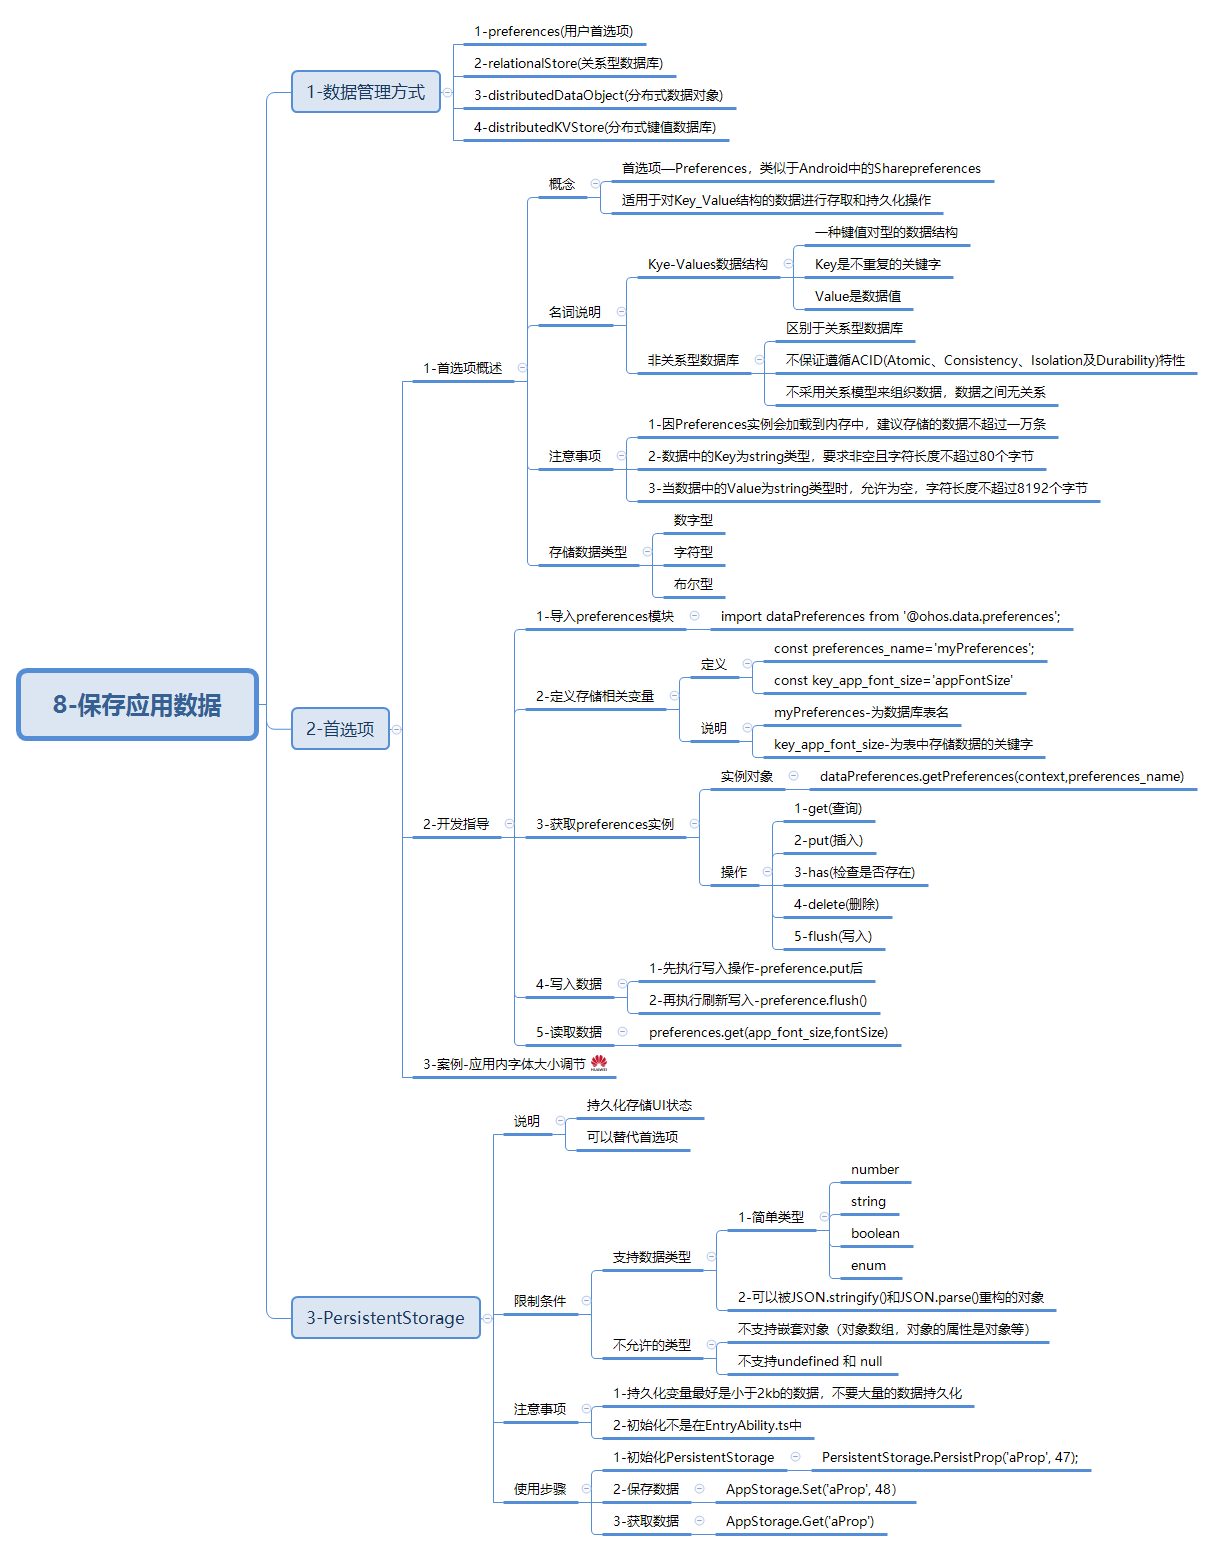 8-保存应用数据
1-数据管理方式
1-preferences(用户首选项)
2-relationalStore(关系型数据库)
3-distributedDataObject(分布式数据对象)
4-distributedKVStore(分布式键值数据库)
2-首选项
1-首选项概述
概念
首选项—Preferences，类似于Android中的Sharepreferences
适用于对Key_Value结构的数据进行存取和持久化操作
名词说明
Kye-Values数据结构
一种键值对型的数据结构
Key是不重复的关键字
Value是数据值
非关系型数据库
区别于关系型数据库
不保证遵循ACID(Atomic、Consistency、Isolation及Durability)特性
不采用关系模型来组织数据，数据之间无关系
注意事项
1-因Preferences实例会加载到内存中，建议存储的数据不超过一万条
2-数据中的Key为string类型，要求非空且字符长度不超过80个字节
3-当数据中的Value为string类型时，允许为空，字符长度不超过8192个字节
存储数据类型
数字型
字符型
布尔型
2-开发指导
1-导入preferences模块
import dataPreferences from '@ohos.data.preferences';
2-定义存储相关变量
定义
const preferences_name='myPreferences';
const key_app_font_size='appFontSize'
说明
myPreferences-为数据库表名
key_app_font_size-为表中存储数据的关键字
3-获取preferences实例
实例对象
dataPreferences.getPreferences(context,preferences_name)
操作
1-get(查询)
2-put(插入)
3-has(检查是否存在)
4-delete(删除)
5-flush(写入)
4-写入数据
1-先执行写入操作-preference.put后
2-再执行刷新写入-preference.flush()
5-读取数据
preferences.get(app_font_size,fontSize)
3-案例-应用内字体大小调节
HUAWEI
3-PersistentStorage
说明
持久化存储UI状态
可以替代首选项
限制条件
支持数据类型
1-简单类型
number
string
boolean
enum
2-可以被JSON.stringify()和JSON.parse()重构的对象
不允许的类型
不支持嵌套对象（对象数组，对象的属性是对象等）
不支持undefined 和 null
注意事项
1-持久化变量最好是小于2kb的数据，不要大量的数据持久化
2-初始化不是在EntryAbility.ts中
使用步骤
1-初始化PersistentStorage
PersistentStorage.PersistProp('aProp', 47);
2-保存数据
AppStorage.Set('aProp', 48）
3-获取数据
AppStorage.Get('aProp')